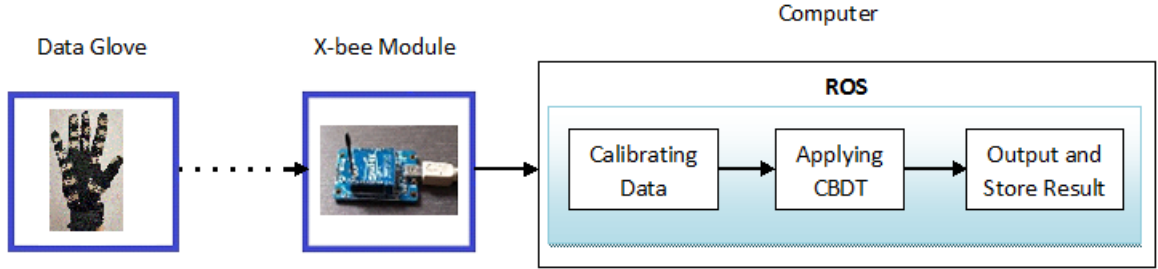 Computer
Data Glove
X-bee Module
ROS
Calibrating
Data
Applying
CBDT
Output and
Store Result